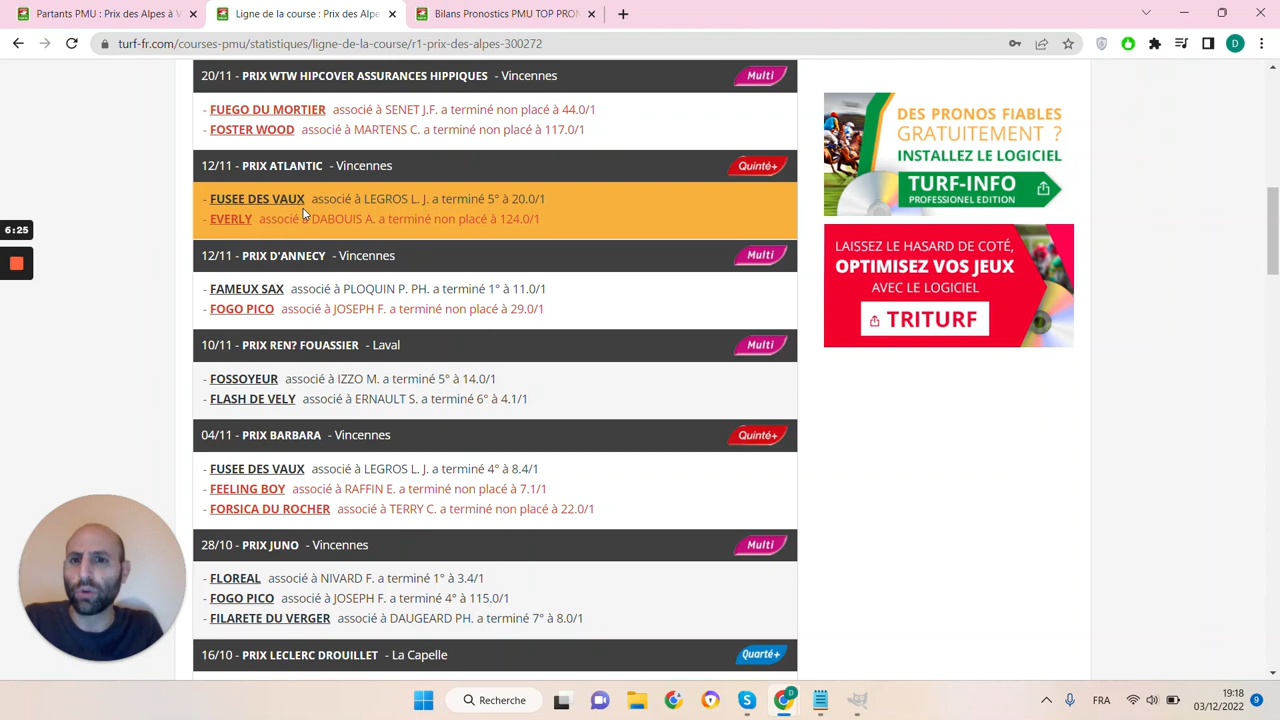 Partants PMU : Prix des Alpes à V
Ligne de la course : Prix des Alpe
Bilans Pronostics PMU TOP PRON
turf-fr.com/courses-pmu/statistiques/ligne-de-la-course/r1-prix-des-alpes-300272
D
20/11 - PRIX WTW HIPCOVER ASSURANCES HIPPIQUES - Vincennes
Multi
- FUEGO DU MORTIER associé à SENET J.F. a terminé non placé à 44.0/1
- FOSTER WOOD associé à MARTENS C. a terminé non placé à 117.0/1
12/11 - PRIX ATLANTIC - Vincennes
Quinté+
- FUSEE DES VAUX associé à LEGROS L. J. a terminé 5° à 20.0/1
- EVERLY associé à DABOUIS A. a terminé non placé à 124.0/1
12/11 - PRIX D'ANNECY - Vincennes
Multi
- FAMEUX SAX associé à PLOQUIN P. PH. a terminé 1° à 11.0/1
- FOGO PICO associé à JOSEPH F. a terminé non placé à 29.0/1
10/11 - PRIX REN? FOUASSIER - Laval
Multi
- FOSSOYEUR associé à IZZO M. a terminé 5° à 14.0/1
- FLASH DE VELY associé à ERNAULT S. a terminé 6° à 4.1/1
04/11 - PRIX BARBARA - Vincennes
Quinté+
- FUSEE DES VAUX associé à LEGROS L. J. a terminé 4° à 8.4/1
- FEELING BOY associé à RAFFIN E. a terminé non placé à 7.1/1
- FORSICA DU ROCHER associé à TERRY C. a terminé non placé à 22.0/1
28/10 - PRIX JUNO - Vincennes
Multi
- FLOREAL associé à NIVARD F. a terminé 1° à 3.4/1
- FOGO PICO associé à JOSEPH F. a terminé 4° à 115.0/1
- FILARETE DU VERGER associé à DAUGEARD PH. a terminé 7° à 8.0/1
16/10 - PRIX LECLERC DROUILLET - La Capelle
Quarté+
DES PRONOS FIABLES
GRATUITEMENT ?
INSTALLEZ LE LOGICIEL
TURF-INFO
PROFESSIONEL EDITION
LAISSEZ LE HASARD DE COTÉ,
OPTIMISEZ VOS JEUX
AVEC LE LOGICIEL
TRITURF
6:25
Recherche
D
FRA
19:18
03/12/2022
9